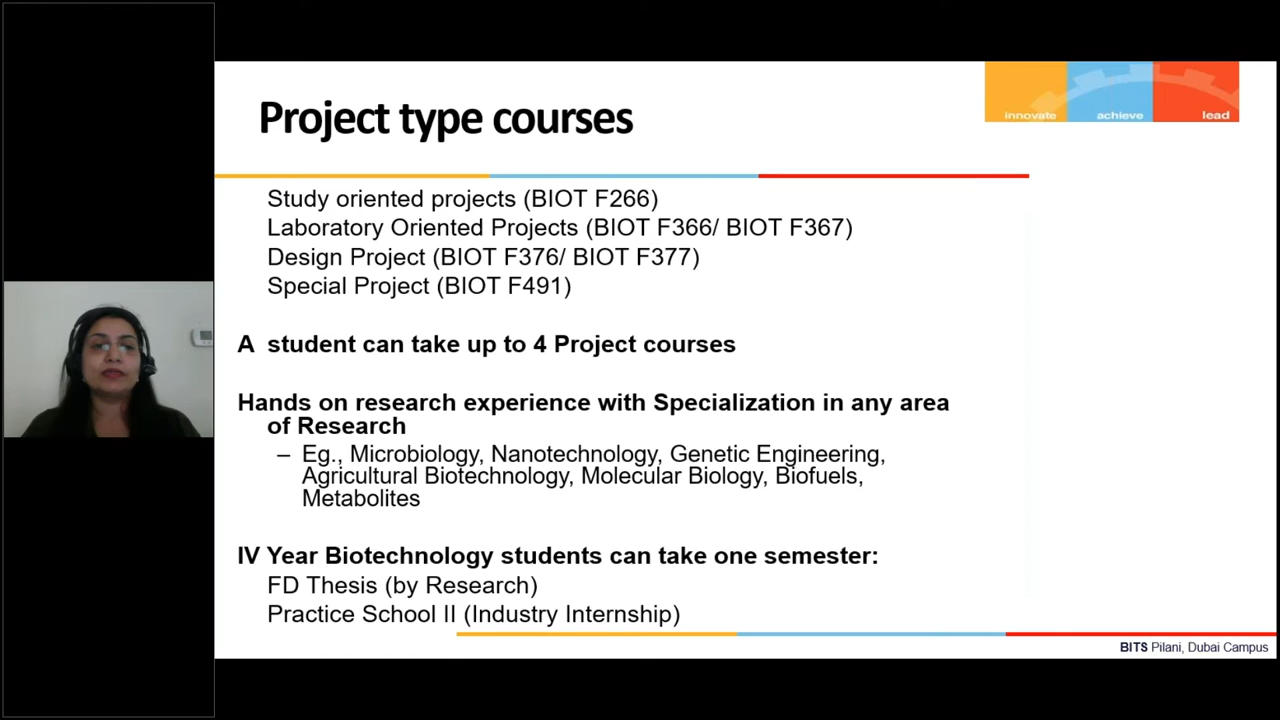 Project type courses
innovate achieve lead
Study oriented projects (BIOT F266)
Laboratory Oriented Projects (BIOT F366/ BIOT F367)
Design Project (BIOT F376/ BIOT F377)
Special Project (BIOT F491)
A student can take up to 4 Project courses
Hands on research experience with Specialization in any area
of Research
– Eg., Microbiology, Nanotechnology, Genetic Engineering,
Agricultural Biotechnology, Molecular Biology, Biofuels,
Metabolites
IV Year Biotechnology students can take one semester:
FD Thesis (by Research)
Practice School II (Industry Internship)
BITS Pilani, Dubai Campus